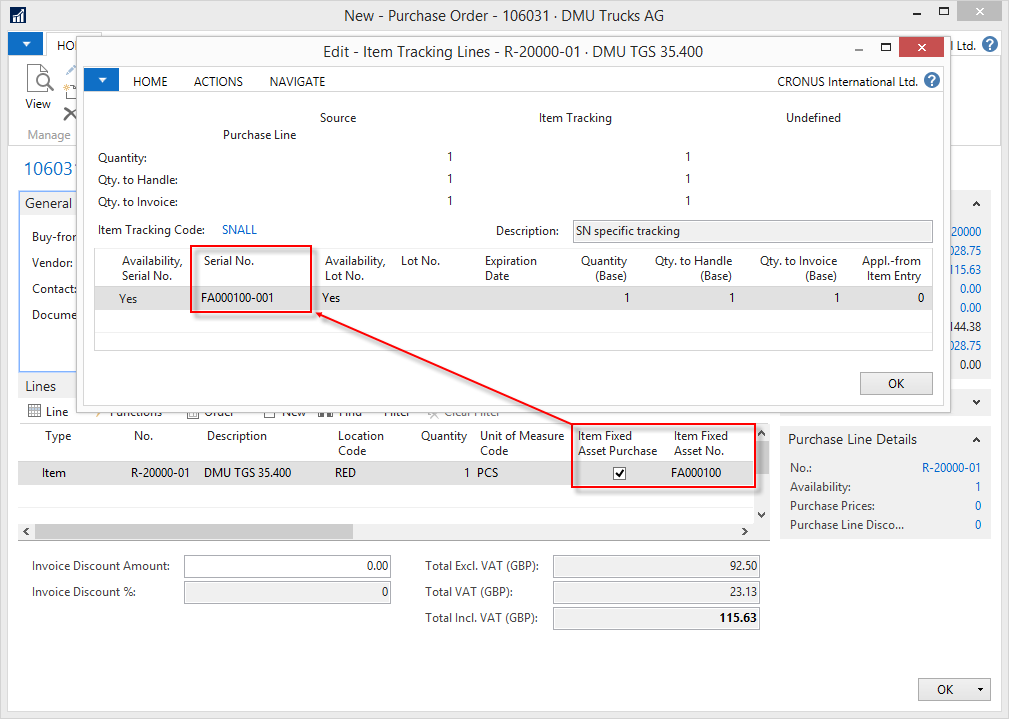 New - Purchase Order - 106031 · DMU Trucks AG
HO
Ltd.
View
Manage
Edit - Item Tracking Lines - R-20000-01 · DMU TGS 35.400
HOME ACTIONS NAVIGATE CRONUS International Ltd.
Source Item Tracking Undefined
Purchase Line
Quantity: 1 1
Qty. to Handle: 1 1
Qty. to Invoice: 1 1
Item Tracking Code: SNALL Description: SN specific tracking
Availability, Serial No. Serial No. Availability, Lot No. Lot No. Expiration Date Quantity (Base) Qty. to Handle (Base) Qty. to Invoice (Base) Appl.-from Item Entry
Yes FA000100-001 Yes 1 1 1 0
OK
10603
General
Buy-fro
Vendor:
Contact:
Docume
20000
028.75
115.63
0.00
0.00
144.38
028.75
0.00
Lines
Line Functions Order New Find Filter Clear Filter
Type No. Description Location Code Quantity Unit of Measure Code Item Fixed Asset Purchase Item Fixed Asset No.
Item R-20000-01 DMU TGS 35.400 RED 1 PCS FA000100
Purchase Line Details
No.: R-20000-01
Availability: 1
Purchase Prices: 0
Purchase Line Disco... 0
Invoice Discount Amount: 0.00 Total Excl. VAT (GBP): 92.50
Invoice Discount %: 0 Total VAT (GBP): 23.13
Total Incl. VAT (GBP): 115.63
OK